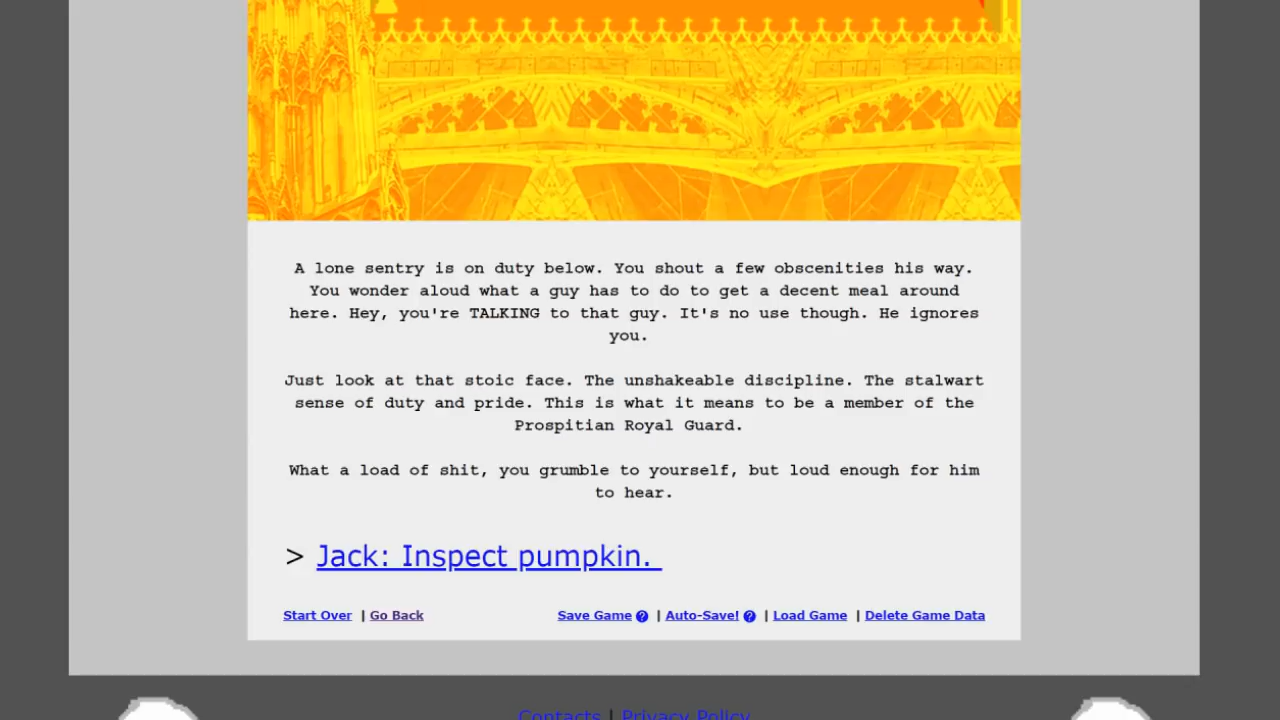 A lone sentry is on duty below. You shout a few obscenities his way.
You wonder aloud what a guy has to do to get a decent meal around
here. Hey, you're TALKING to that guy. It's no use though. He ignores
you.
Just look at that stoic face. The unshakeable discipline. The stalwart
sense of duty and pride. This is what it means to be a member of the
Prospitian Royal Guard.
What a load of shit, you grumble to yourself, but loud enough for him
to hear.
> Jack: Inspect pumpkin.
Start Over | Go Back Save Game ? | Auto-Save! ? | Load Game | Delete Game Data
Contacts | Privacy Policy